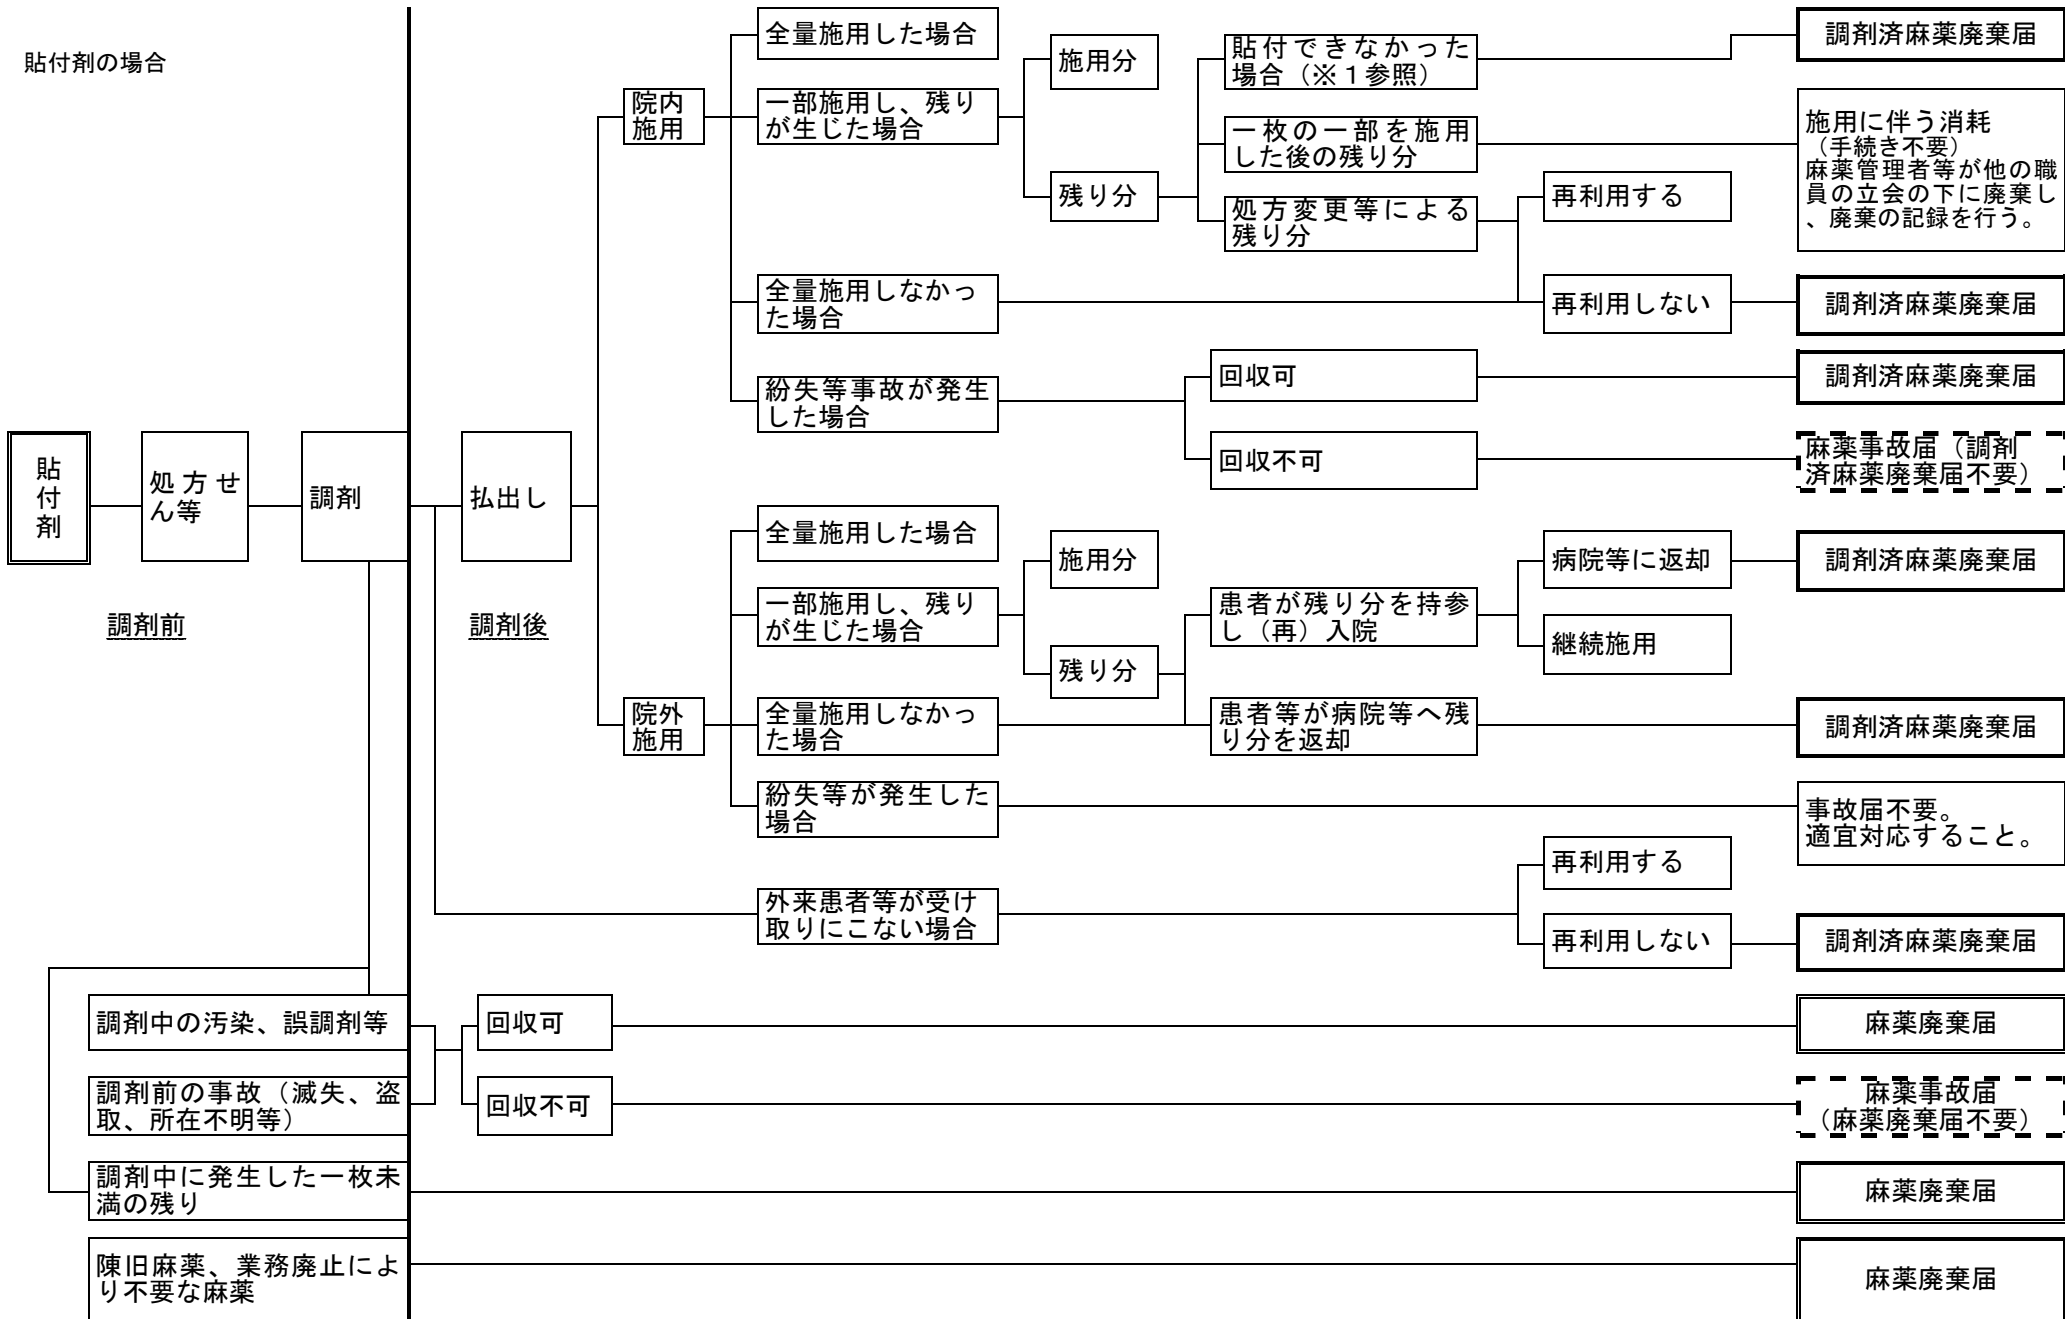 貼付剤の場合
全量施用した場合
施用分
貼付できなかった
場合（※１参照）
調剤済麻薬廃棄届
院内
施用
一部施用し、残り
が生じた場合
一枚の一部を施用
した後の残り分
施用に伴う消耗
（手続き不要）
麻薬管理者等が他の職
員の立会の下に廃棄し
、廃棄の記録を行う。
残り分
処方変更等による
残り分
再利用する
全量施用しなかっ
た場合
再利用しない
調剤済麻薬廃棄届
紛失等事故が発生
した場合
回収可
調剤済麻薬廃棄届
回収不可
麻薬事故届（調剤
済麻薬廃棄届不要）
貼
付
剤
処方せ
ん等
調剤
払出し
調剤前
調剤後
全量施用した場合
施用分
病院等に返却
調剤済麻薬廃棄届
一部施用し、残り
が生じた場合
患者が残り分を持参
し（再）入院
継続施用
残り分
院外
施用
全量施用しなかっ
た場合
患者等が病院等へ残
り分を返却
調剤済麻薬廃棄届
紛失等が発生した
場合
事故届不要。
適宜対応すること。
再利用する
外来患者等が受け
取りにこない場合
再利用しない
調剤済麻薬廃棄届
調剤中の汚染、誤調剤等
回収可
麻薬廃棄届
調剤前の事故（滅失、盗
取、所在不明等）
回収不可
麻薬事故届
（麻薬廃棄届不要）
調剤中に発生した一枚未
満の残り
麻薬廃棄届
陳旧麻薬、業務廃止によ
り不要な麻薬
麻薬廃棄届